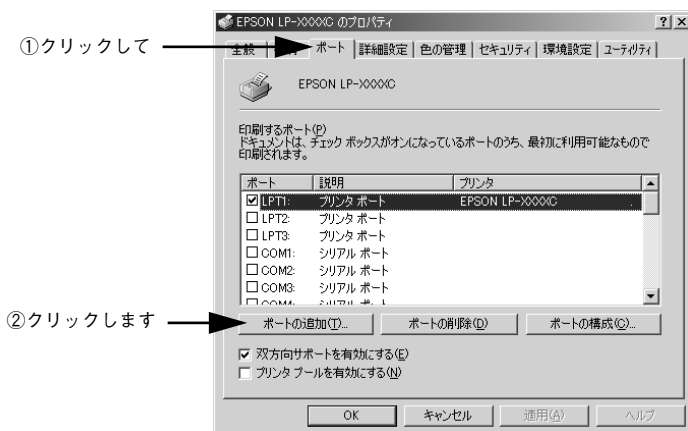 EPSON LP-XXXXC のプロパティ
①クリックして
全般
ポート
詳細設定
色の管理
セキュリティ
環境設定
ユーティリティ
EPSON LP-XXXXC
印刷するポート(P)
ドキュメントは、チェック ボックスがオンになっているポートのうち、最初に利用可能なもので
印刷されます。
ポート 説明 プリンタ
LPT1: プリンタ ポート EPSON LP-XXXXC
LPT2: プリンタ ポート
LPT3: プリンタ ポート
COM1: シリアル ポート
COM2: シリアル ポート
COM3: シリアル ポート
COM4: シリアル ポート
②クリックします
ポートの追加(T)... ポートの削除(D) ポートの構成(C)...
双方向サポートを有効にする(E)
プリンタ プールを有効にする(N)
OK キャンセル 適用(A) ヘルプ